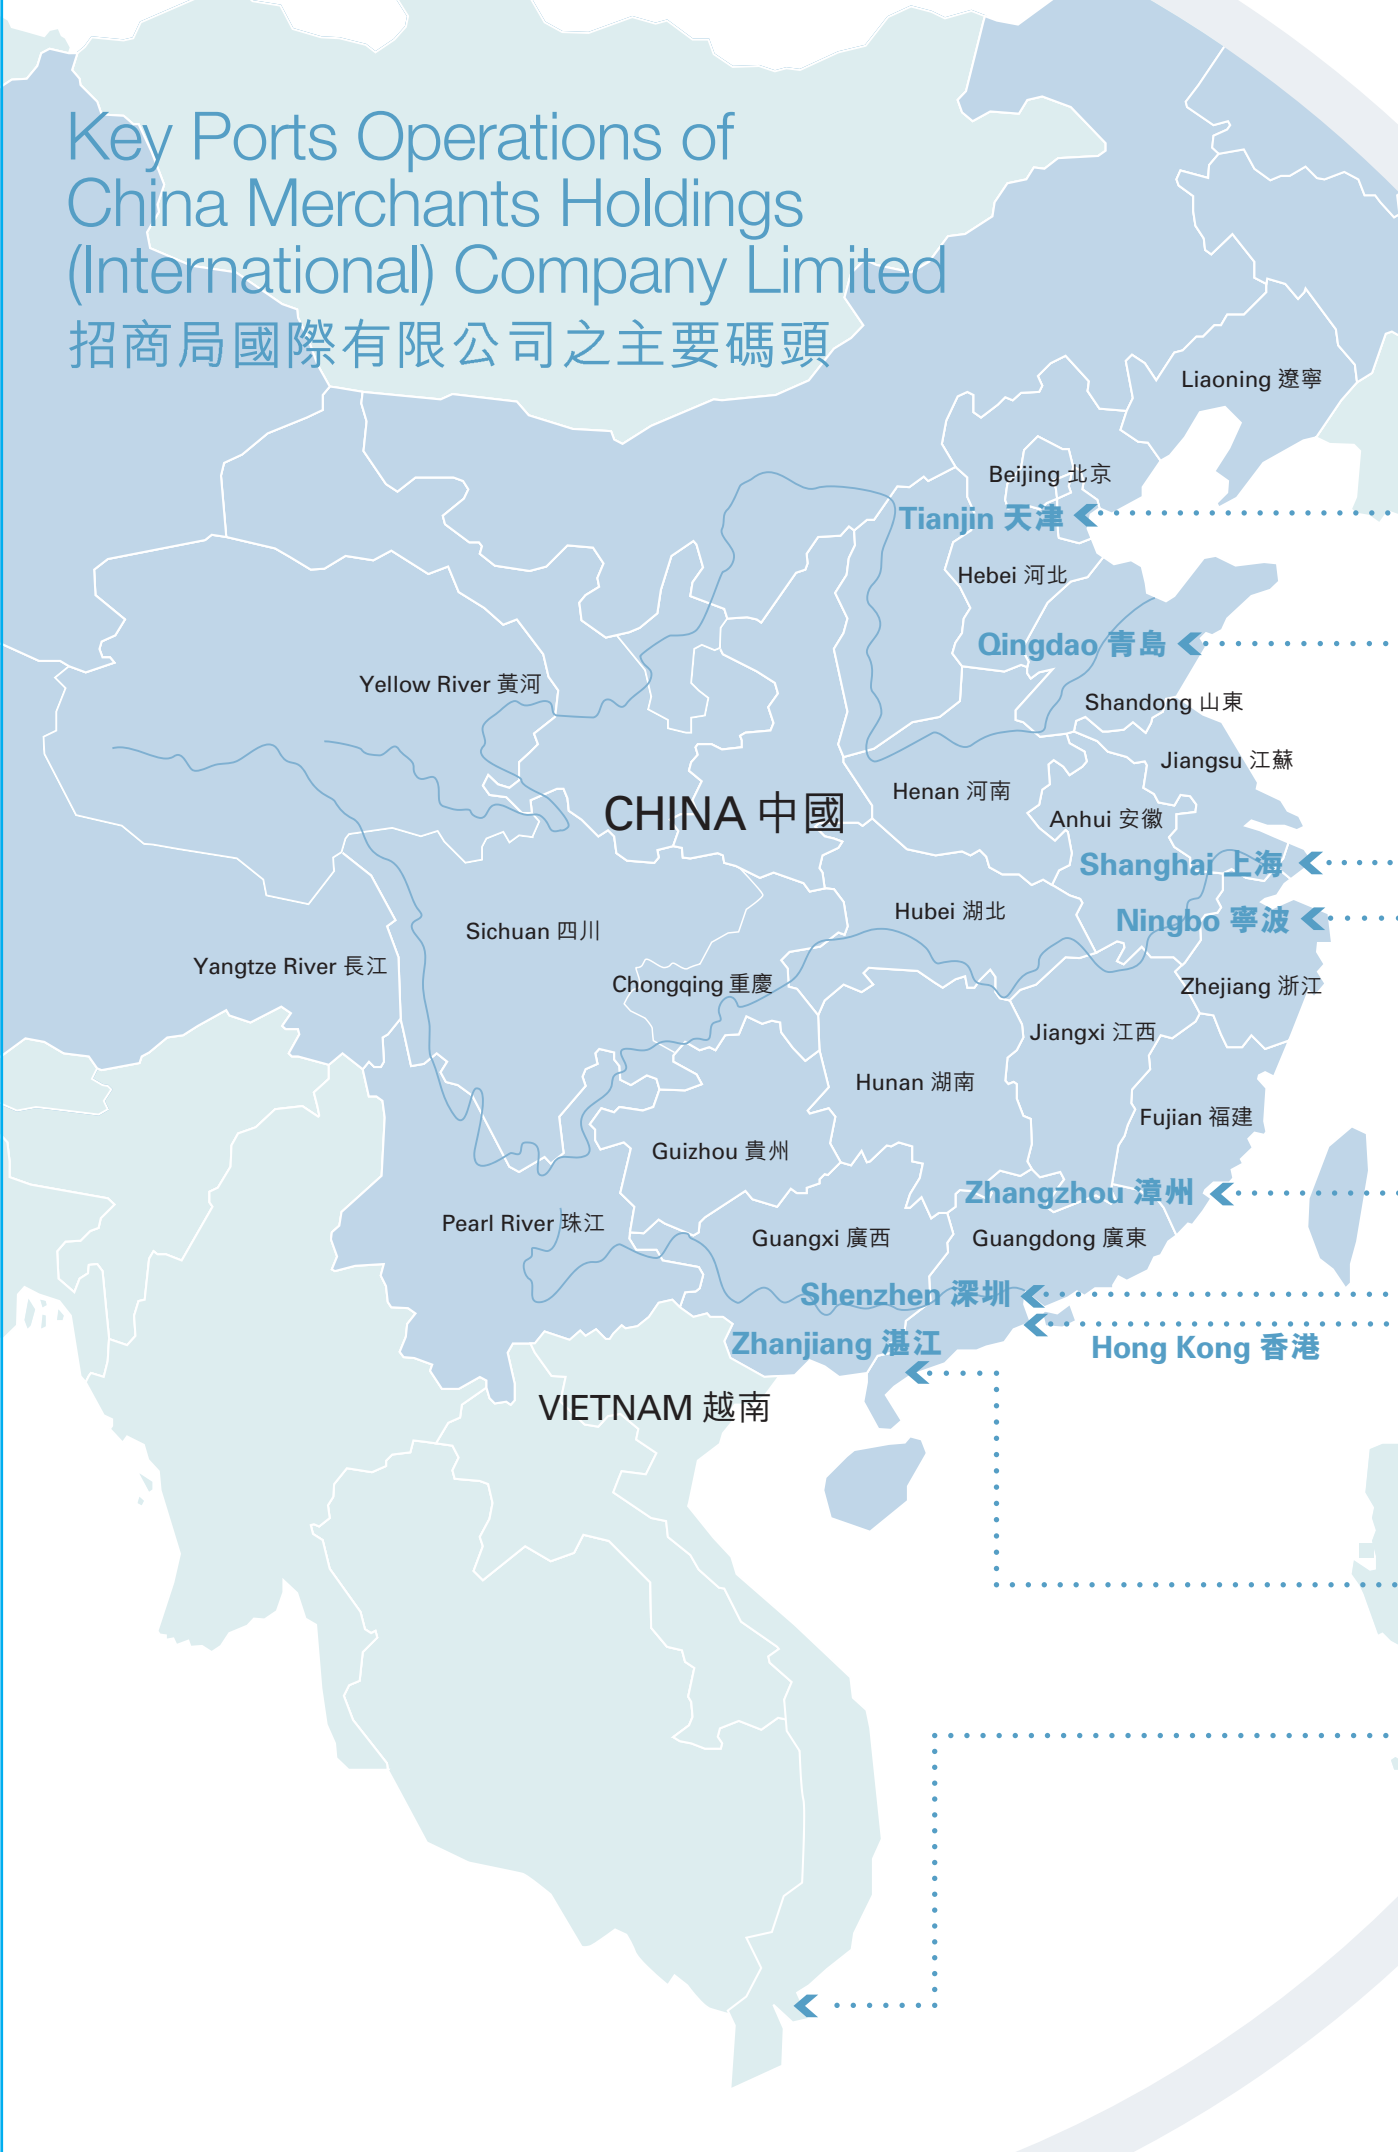 Key Ports Operations of
China Merchants Holdings
(International) Company Limited
招商局國際有限公司之主要碼頭
Liaoning 遼寧
Beijing 北京
Tianjin 天津
Hebei 河北
Qingdao 青島
Yellow River 黃河
Shandong 山東
Jiangsu 江蘇
Henan 河南
CHINA 中國
Anhui 安徽
Shanghai 上海
Hubei 湖北
Ningbo 寧波
Sichuan 四川
Yangtze River 長江
Chongqing 重慶
Zhejiang 浙江
Jiangxi 江西
Hunan 湖南
Fujian 福建
Guizhou 貴州
Zhangzhou 漳州
Pearl River 珠江
Guangxi 廣西
Guangdong 廣東
Shenzhen 深圳
Zhanjiang 湛江
Hong Kong 香港
VIETNAM 越南